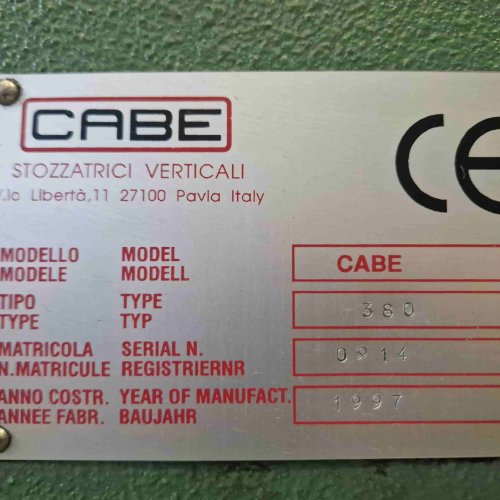 CABE
STOZZATRICI VERTICALI
V.le Libertà,11 27100 Pavia Italy
CE
MODELLO MODEL CABE
MODELE MODELL
TIPO TYPE 380
TYPE TYP
MATRICOLA SERIAL N. 0914
N.MATRICULE REGISTRIERNR
ANNO COSTR. YEAR OF MANUFACT. 1997
ANNEE FABR. BAUJAHR